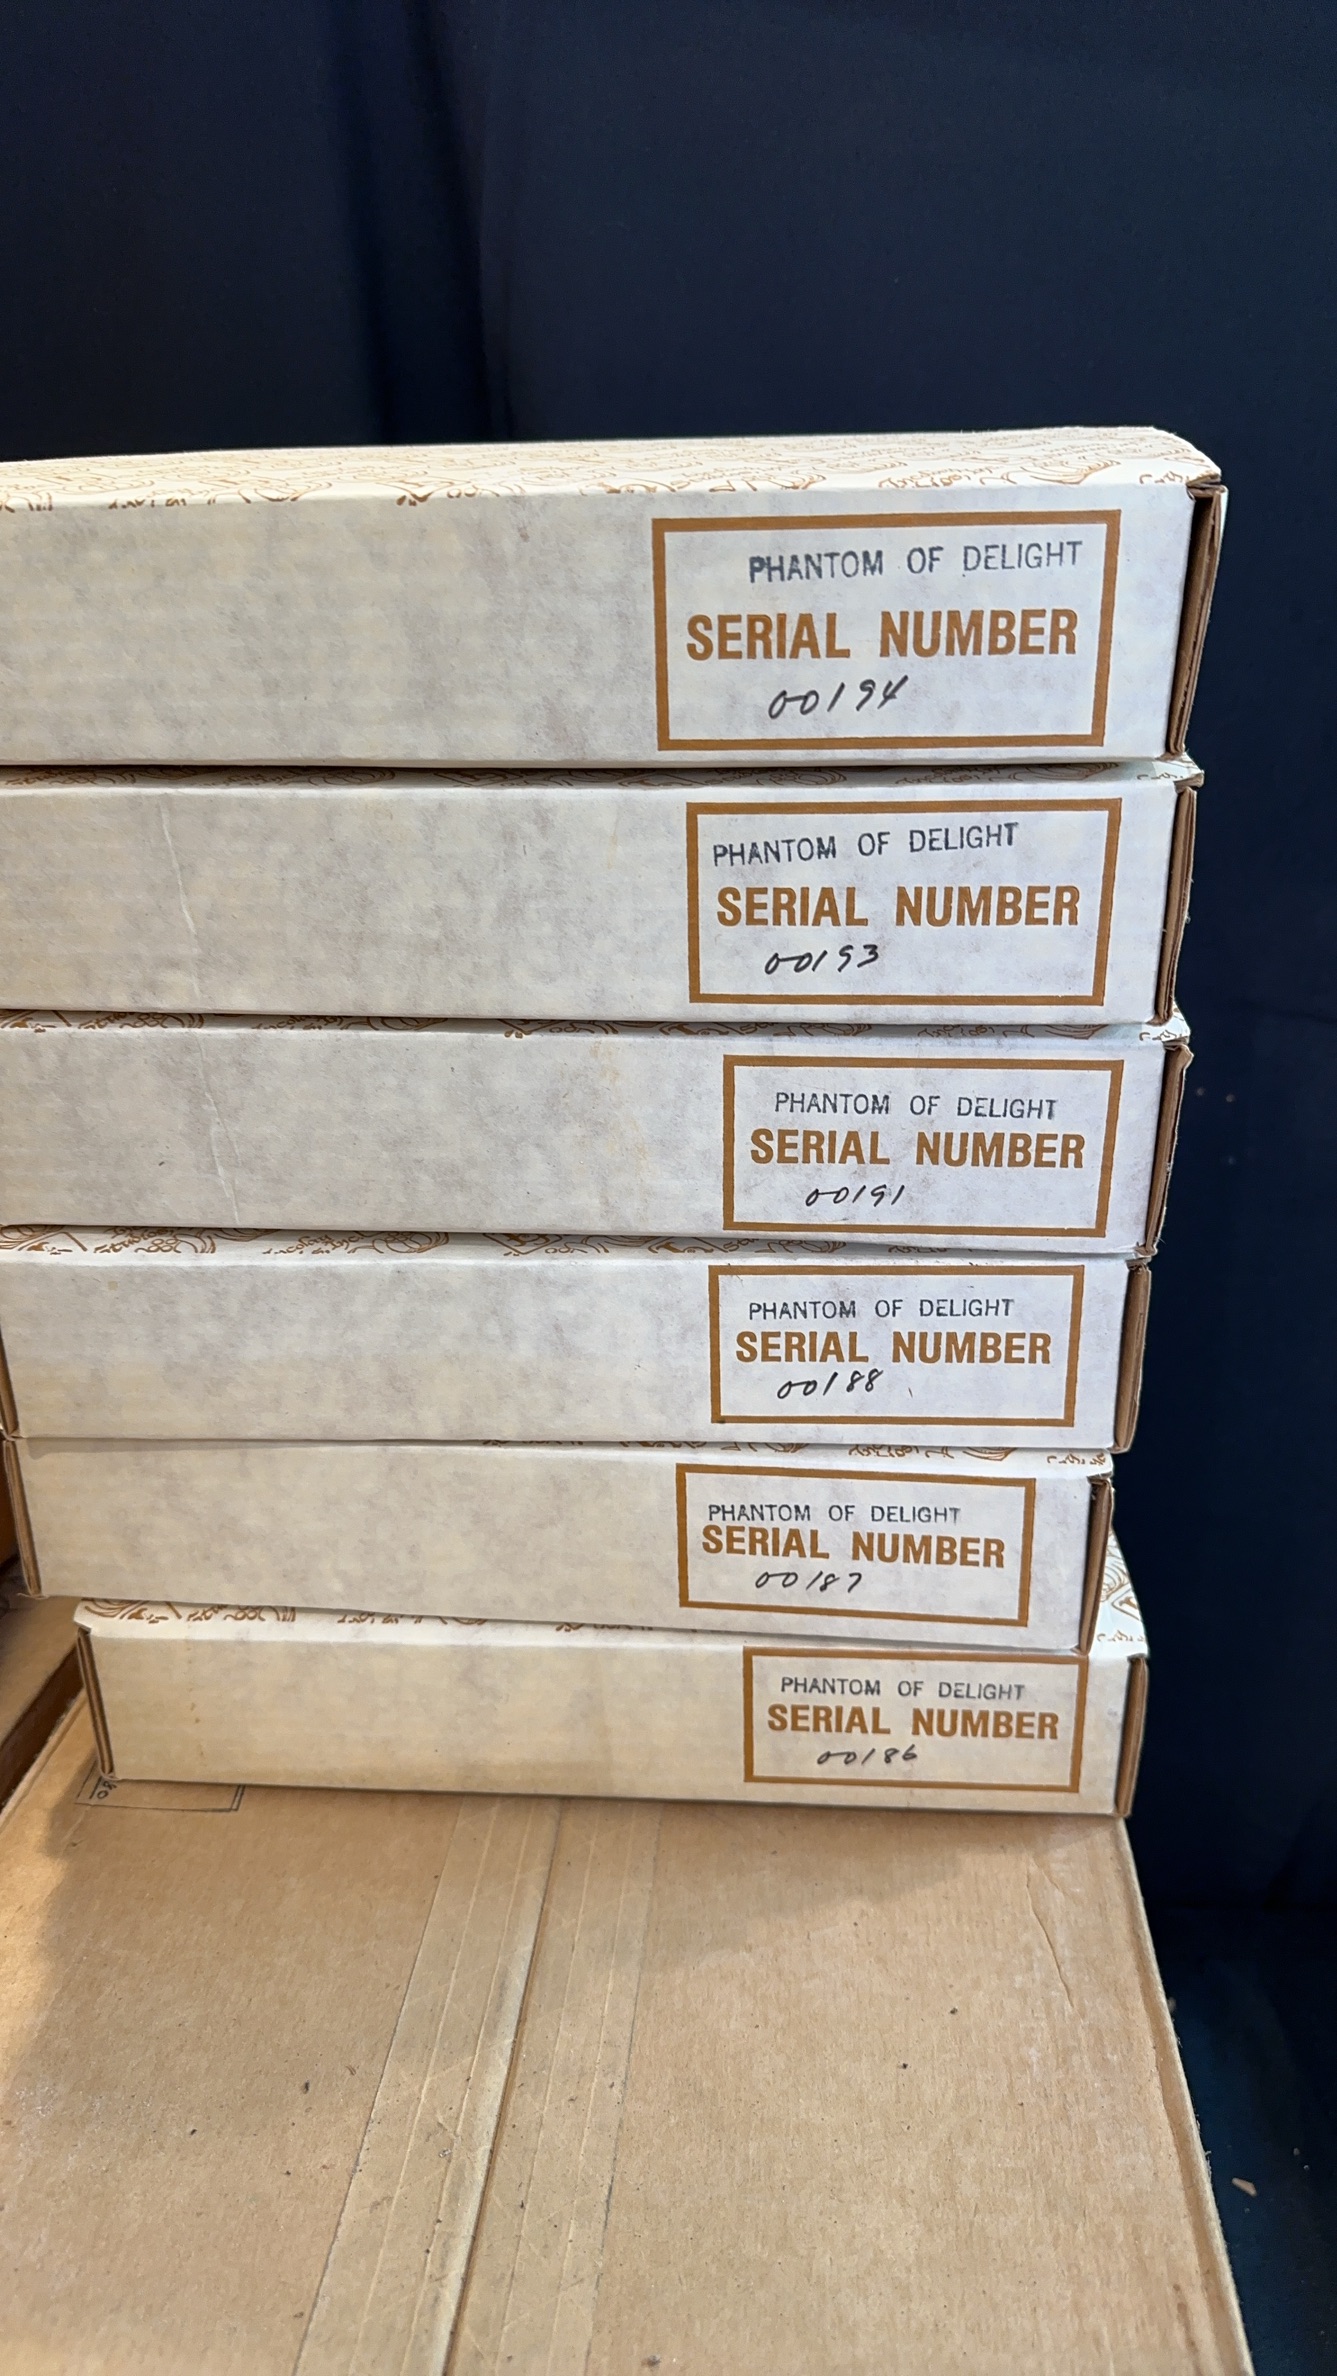 PHANTOM OF DELIGHT
SERIAL NUMBER
00194
PHANTOM OF DELIGHT
SERIAL NUMBER
00193
PHANTOM OF DELIGHT
SERIAL NUMBER
00191
PHANTOM OF DELIGHT
SERIAL NUMBER
00188
PHANTOM OF DELIGHT
SERIAL NUMBER
00187
PHANTOM OF DELIGHT
SERIAL NUMBER
00186